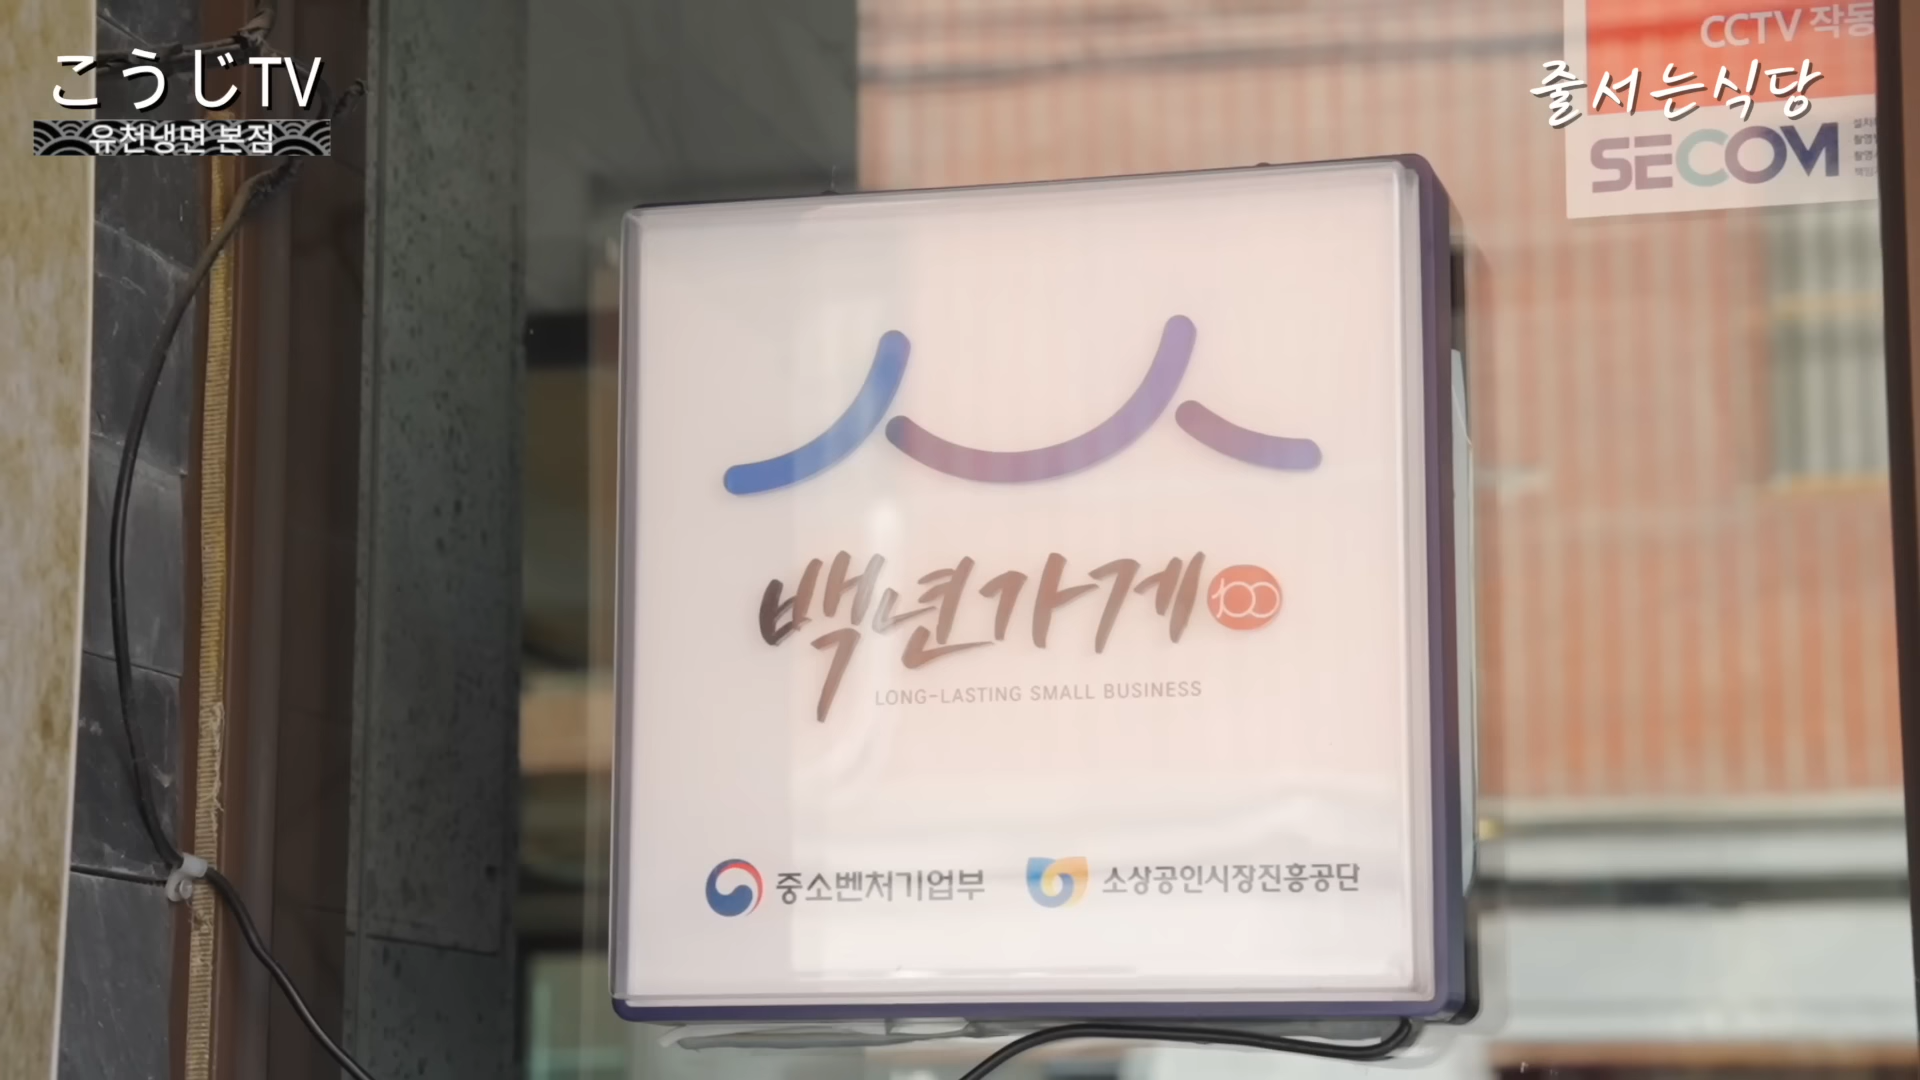 こうじTV
유천냉면 본점
줄서는식당
CCTV 작동
SECOM
백년가게 100
LONG-LASTING SMALL BUSINESS
중소벤처기업부
소상공인시장진흥공단